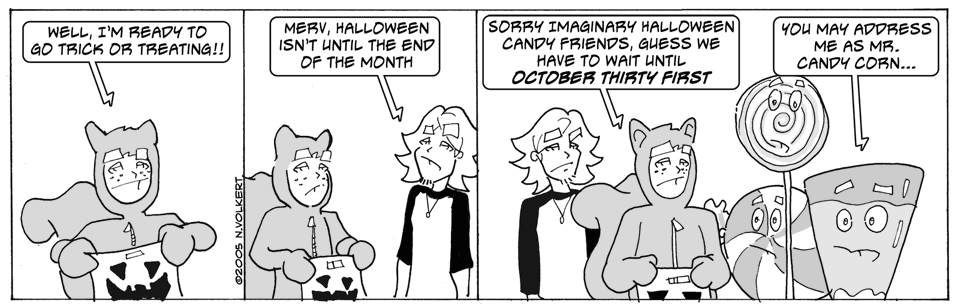 WELL, I'M READY TO
GO TRICK OR TREATING!!
MERV, HALLOWEEN
ISN'T UNTIL THE END
OF THE MONTH
©2005 N.VOLKERT.
SORRY IMAGINARY HALLOWEEN
CANDY FRIENDS, GUESS WE
HAVE TO WAIT UNTIL
OCTOBER THIRTY FIRST
YOU MAY ADDRESS
ME AS MR.
CANDY CORN...